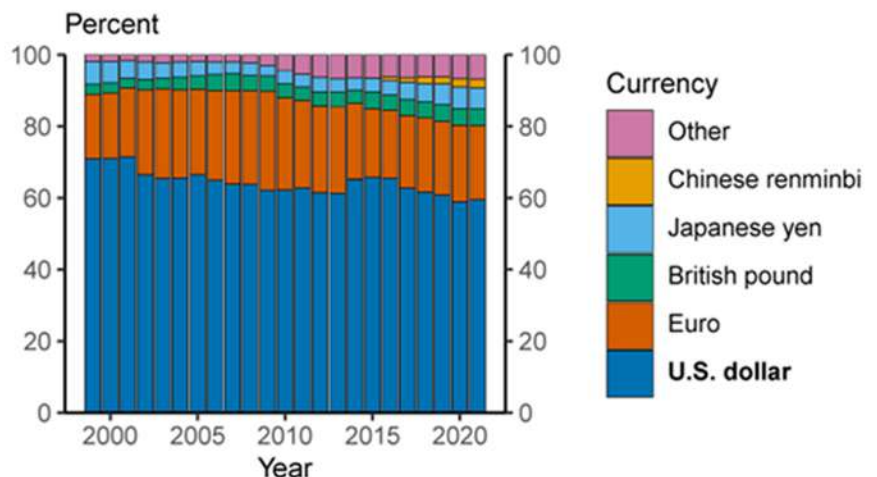 Percent
100
80
60
40
20
0
100
80
60
40
20
0
2000 2005 2010 2015 2020
Year
Currency
Other
Chinese renminbi
Japanese yen
British pound
Euro
U.S. dollar